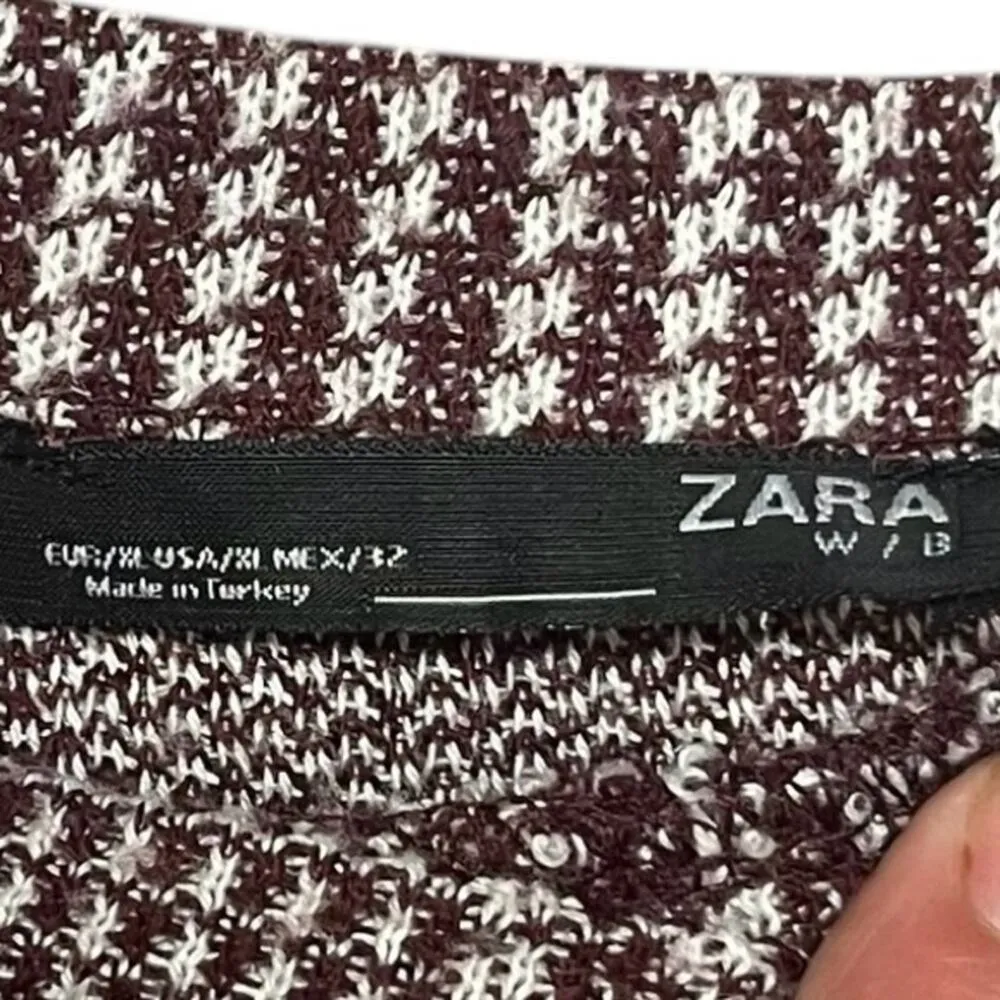 ZARA
W / B
EUR/XL USA/XL MEX/32
Made in Turkey